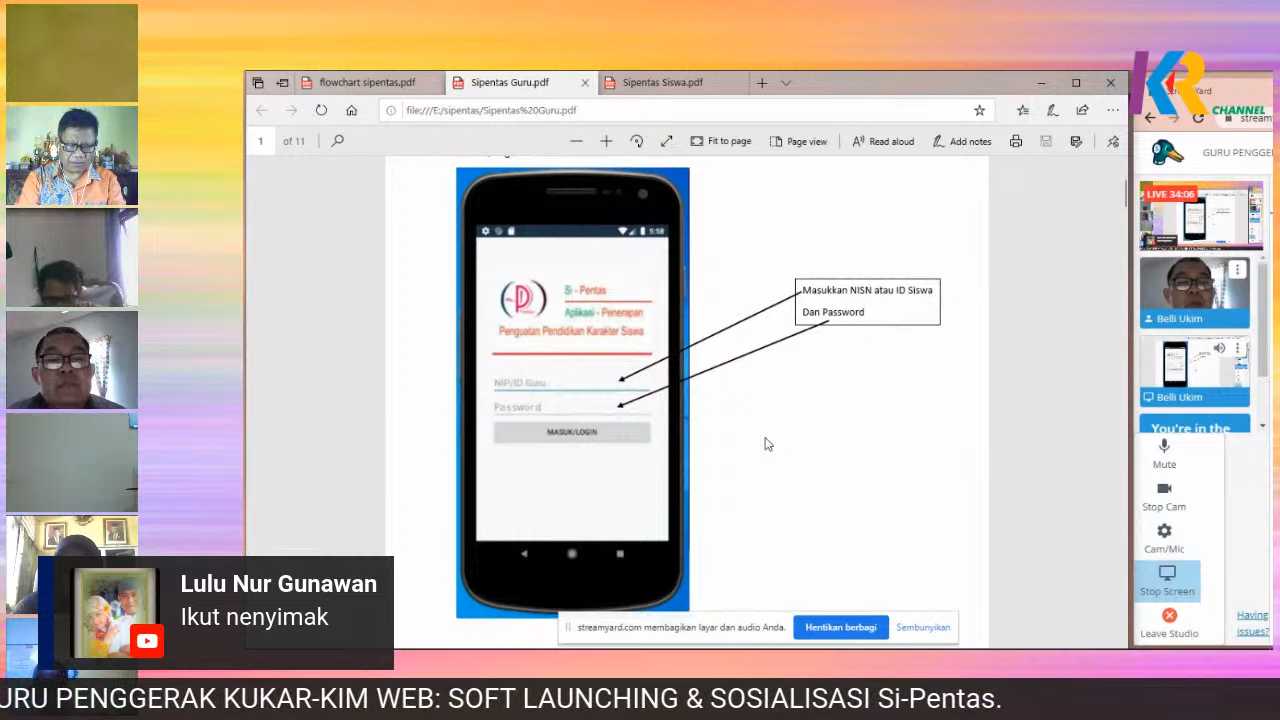 flowchart sipentas.pdf
Sipentas Guru.pdf
Sipentas Siswa.pdf
file:///E:/sipentas/Sipentas%20Guru.pdf
1 of 11
Fit to page
Page view
Read aloud
Add notes
KR
CHANNEL
stream
GURU PENGGE
5:58
Si - Pentas
Aplikasi - Penerapan
Penguatan Pendidikan Karakter Siswa
NIP/ID Guru
Password
MASUK/LOGIN
Masukkan NISN atau ID Siswa
Dan Password
LIVE 34:06
Belli Ukim
Belli Ukim
You're in the
Mute
Stop Cam
Cam/Mic
Stop Screen
Leave Studio
Having
issues?
streamyard.com membagikan layar dan audio Anda.
Hentikan berbagi
Sembunyikan
Lulu Nur Gunawan
Ikut nenyimak
URU PENGGERAK KUKAR-KIM WEB: SOFT LAUNCHING & SOSIALISASI Si-Pentas.